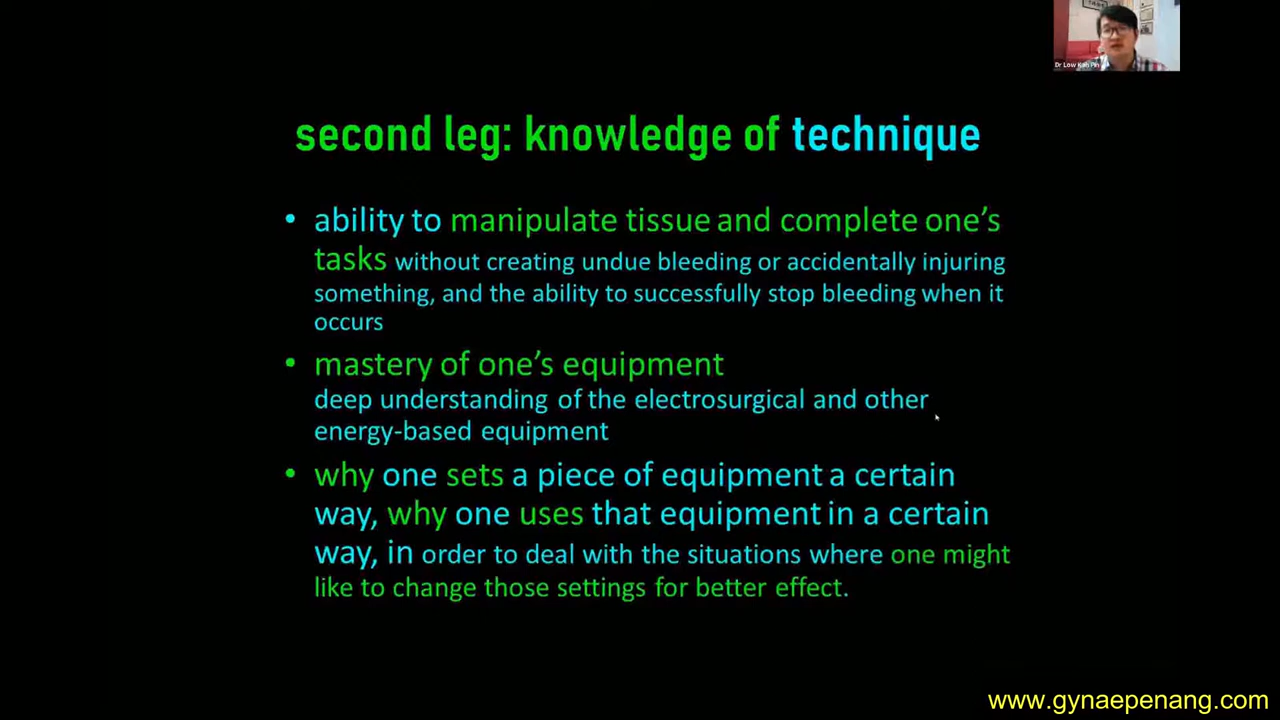 Dr Low Kah Pin
second leg: knowledge of technique
• ability to manipulate tissue and complete one’s
tasks without creating undue bleeding or accidentally injuring
something, and the ability to successfully stop bleeding when it
occurs
• mastery of one’s equipment
deep understanding of the electrosurgical and other
energy-based equipment
• why one sets a piece of equipment a certain
way, why one uses that equipment in a certain
way, in order to deal with the situations where one might
like to change those settings for better effect.
www.gynaepenang.com